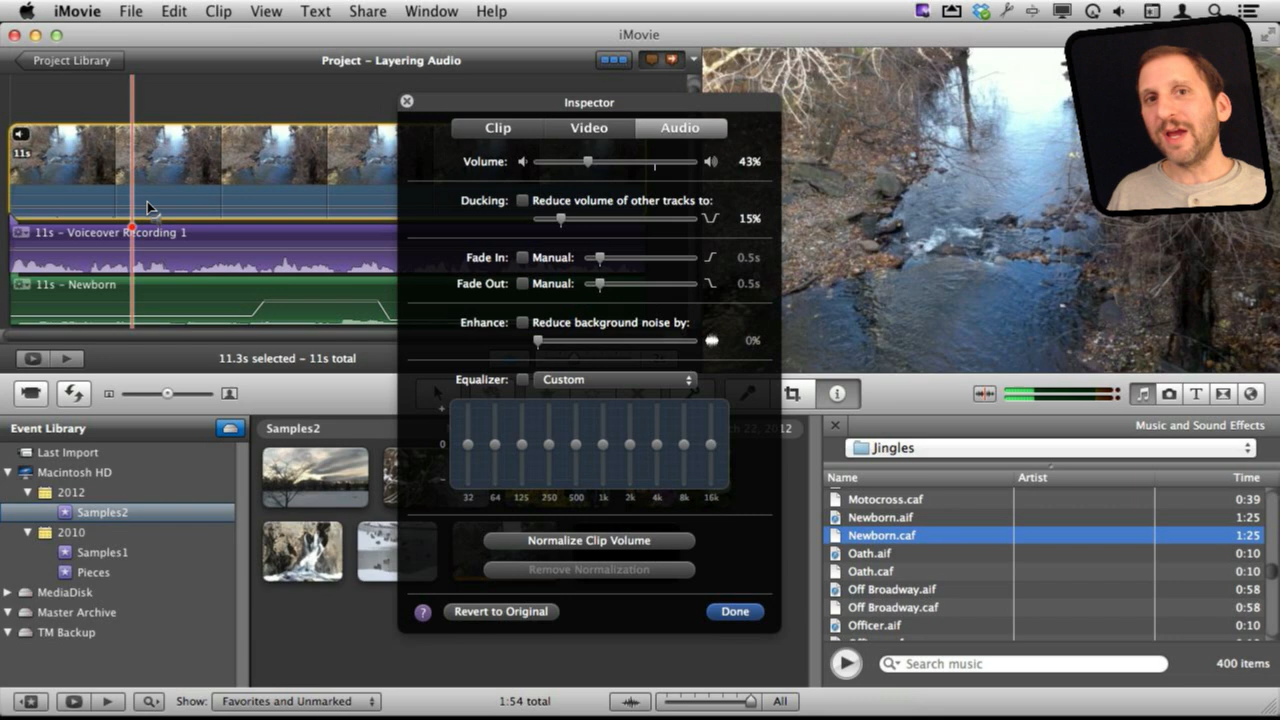 iMovie File Edit Clip View Text Share Window Help
iMovie
Project Library
Project – Layering Audio
11s
11s – Voiceover Recording 1
11s – Newborn
11.3s selected – 11s total
Inspector
Clip Video Audio
Volume: 43%
Ducking: Reduce volume of other tracks to:
15%
Fade In: Manual: 0.5s
Fade Out: Manual: 0.5s
Enhance: Reduce background noise by:
0%
Equalizer: Custom
+
0
–
32 64 125 250 500 1k 2k 4k 8k 16k
Normalize Clip Volume
Remove Normalization
? Revert to Original Done
Event Library
Last Import
Macintosh HD
2012
Samples2
2010
Samples1
Pieces
MediaDisk
Master Archive
TM Backup
Samples2
22, 2012
Music and Sound Effects
Jingles
Name Artist Time
Motocross.caf 0:39
Newborn.aif 1:25
Newborn.caf 1:25
Oath.aif 0:10
Oath.caf 0:10
Off Broadway.aif 0:58
Off Broadway.caf 0:58
Officer.aif 0:10
Search music
400 items
Show: Favorites and Unmarked
1:54 total
All